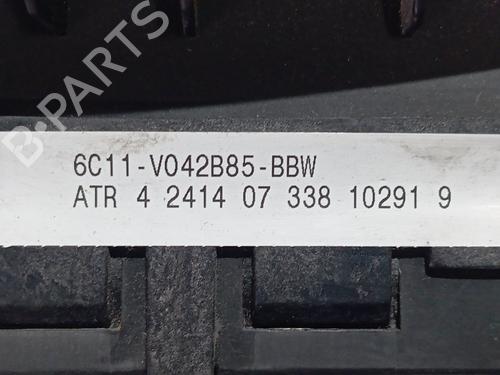 B-PARTS
6C11-V042B85-BBW
ATR 4 2414 07 338 10291 9